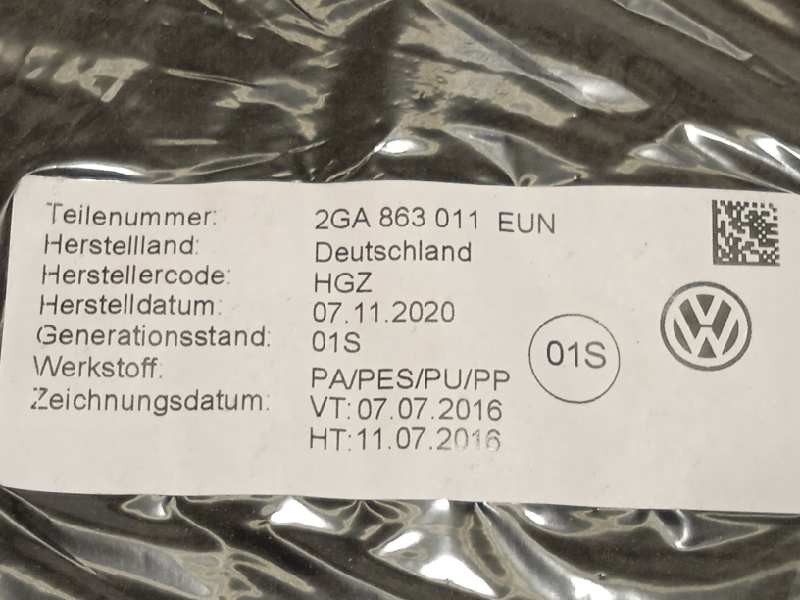 Teilenummer: 2GA 863 011 EUN
Herstellland: Deutschland
Herstellercode: HGZ
Herstelldatum: 07.11.2020
Generationsstand: 01S
Werkstoff: PA/PES/PU/PP
Zeichnungsdatum: VT:07.07.2016
HT:11.07.2016
01S